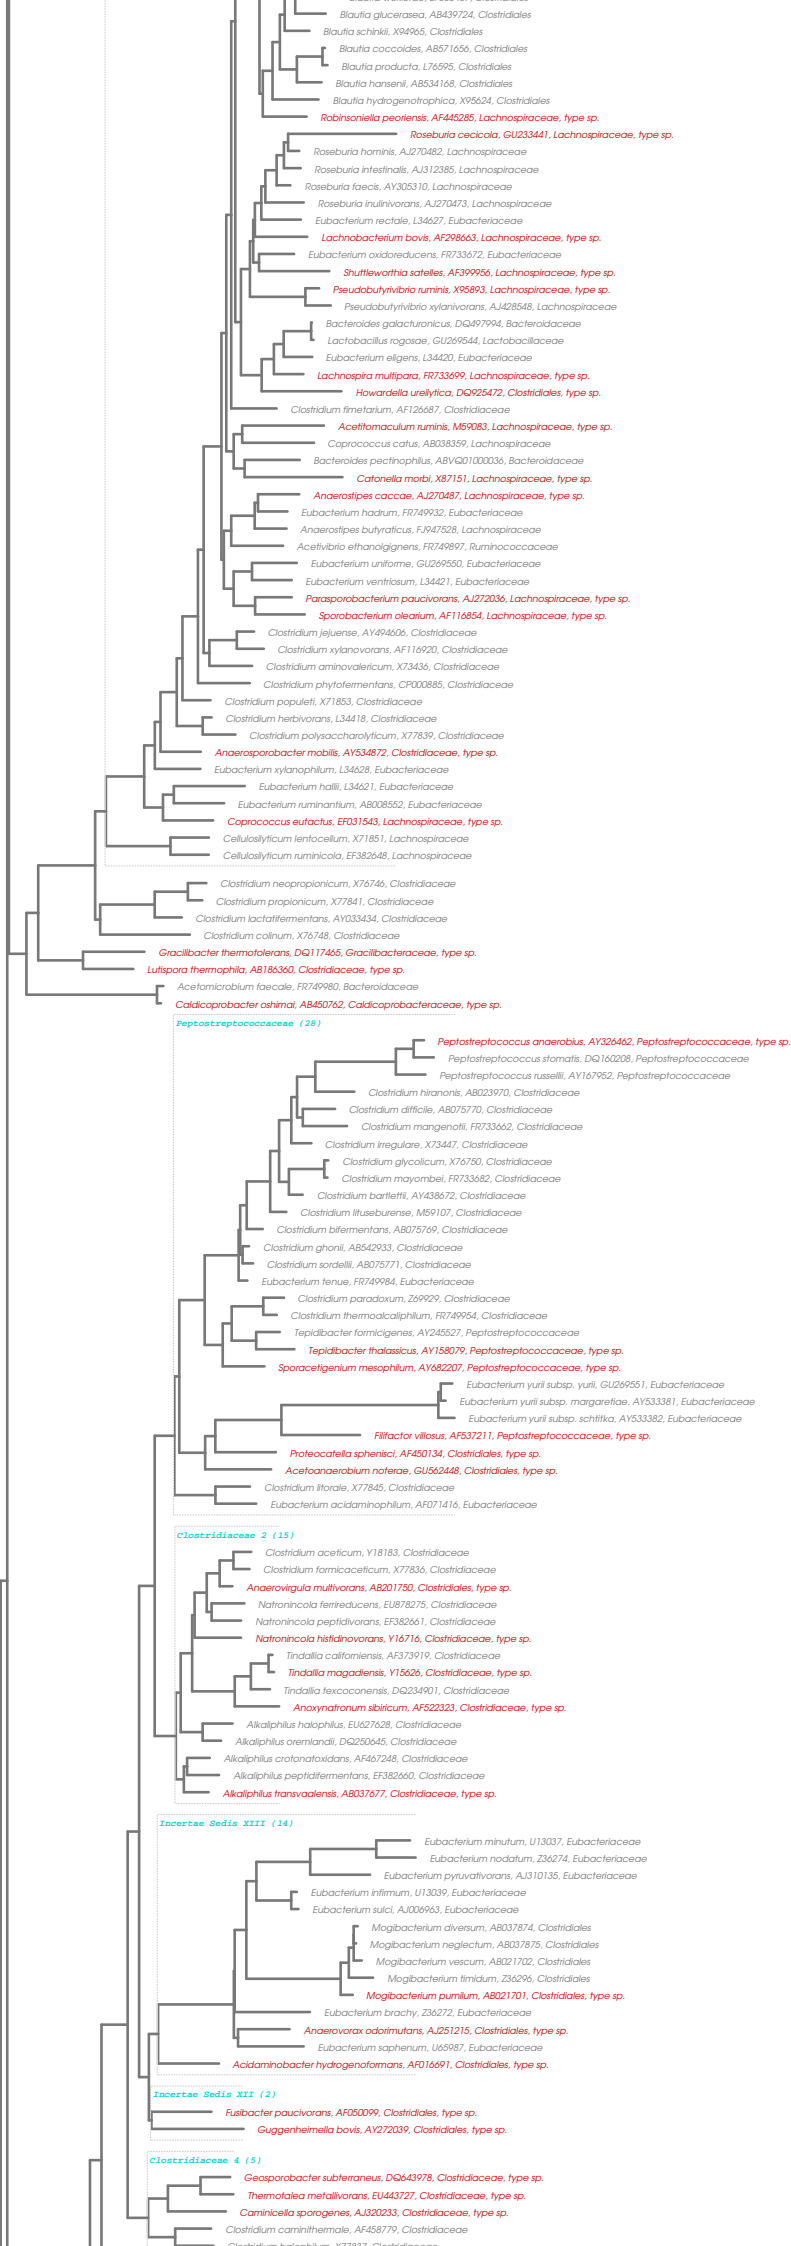 Blautia glucerasea, AB439724, Clostridiales
Blautia schinkii, X94965, Clostridiales
Blautia coccoides, AB571656, Clostridiales
Blautia producta, L76595, Clostridiales
Blautia hansenii, AB534168, Clostridiales
Blautia hydrogenotrophica, X95624, Clostridiales
Robinsoniella peoriensis, AF445285, Lachnospiraceae, type sp.
Roseburia cecicola, GU233441, Lachnospiraceae, type sp.
Roseburia hominis, AJ270482, Lachnospiraceae
Roseburia intestinalis, AJ312385, Lachnospiraceae
Roseburia faecis, AY305310, Lachnospiraceae
Roseburia inulinivorans, AJ270473, Lachnospiraceae
Eubacterium rectale, L34627, Eubacteriaceae
Lachnobacterium bovis, AF298663, Lachnospiraceae, type sp.
Eubacterium oxidoreducens, FR733672, Eubacteriaceae
Shuttleworthia satelles, AF399956, Lachnospiraceae, type sp.
Pseudobutyrivibrio ruminis, X95893, Lachnospiraceae, type sp.
Pseudobutyrivibrio xylanivorans, AJ428548, Lachnospiraceae
Bacteroides galacturonicus, DQ497994, Bacteroidaceae
Lactobacillus rogosae, GU269544, Lactobacillaceae
Eubacterium eligens, L34420, Eubacteriaceae
Lachnospira multipara, FR733699, Lachnospiraceae, type sp.
Howardella ureilytica, DQ925472, Clostridiales, type sp.
Clostridium fimetarium, AF126687, Clostridiaceae
Acetitomaculum ruminis, M59083, Lachnospiraceae, type sp.
Coprococcus catus, AB038359, Lachnospiraceae
Bacteroides pectinophilus, ABVQ01000036, Bacteroidaceae
Catonella morbi, X87151, Lachnospiraceae, type sp.
Anaerostipes caccae, AJ270487, Lachnospiraceae, type sp.
Eubacterium hadrum, FR749932, Eubacteriaceae
Anaerostipes butyraticus, FJ947528, Lachnospiraceae
Acetivibrio ethanolgignens, FR749897, Ruminococcaceae
Eubacterium uniforme, GU269550, Eubacteriaceae
Eubacterium ventriosum, L34421, Eubacteriaceae
Parasporobacterium paucivorans, AJ272036, Lachnospiraceae, type sp.
Sporobacterium olearium, AF116854, Lachnospiraceae, type sp.
Clostridium jejuense, AY494606, Clostridiaceae
Clostridium xylanovorans, AF116920, Clostridiaceae
Clostridium aminovalericum, X73436, Clostridiaceae
Clostridium phytofermentans, CP000885, Clostridiaceae
Clostridium populeti, X71853, Clostridiaceae
Clostridium herbivorans, L34418, Clostridiaceae
Clostridium polysaccharolyticum, X77839, Clostridiaceae
Anaerosporobacter mobilis, AY534872, Clostridiaceae, type sp.
Eubacterium xylanophilum, L34628, Eubacteriaceae
Eubacterium hallii, L34621, Eubacteriaceae
Eubacterium ruminantium, AB008552, Eubacteriaceae
Coprococcus eutactus, EF031543, Lachnospiraceae, type sp.
Cellulosilyticum lentocellum, X71851, Lachnospiraceae
Cellulosilyticum ruminicola, EF382648, Lachnospiraceae
Clostridium neopropionicum, X76746, Clostridiaceae
Clostridium propionicum, X77841, Clostridiaceae
Clostridium lactatifermentans, AY033434, Clostridiaceae
Clostridium colinum, X76748, Clostridiaceae
Gracilibacter thermotolerans, DQ117465, Gracilibacteraceae, type sp.
Lutispora thermophila, AB186360, Clostridiaceae, type sp.
Acetomicrobium faecale, FR749980, Bacteroidaceae
Caldicoprobacter oshimai, AB450762, Caldicoprobacteraceae, type sp.
Peptostreptococcaceae (28)
Peptostreptococcus anaerobius, AY326462, Peptostreptococcaceae, type sp.
Peptostreptococcus stomatis, DQ160208, Peptostreptococcaceae
Peptostreptococcus russellii, AY167952, Peptostreptococcaceae
Clostridium hiranonis, AB023970, Clostridiaceae
Clostridium difficile, AB075770, Clostridiaceae
Clostridium mangenotii, FR733662, Clostridiaceae
Clostridium irregulare, X73447, Clostridiaceae
Clostridium glycolicum, X76750, Clostridiaceae
Clostridium mayombei, FR733682, Clostridiaceae
Clostridium bartlettii, AY438672, Clostridiaceae
Clostridium lituseburense, M59107, Clostridiaceae
Clostridium bifermentans, AB075769, Clostridiaceae
Clostridium ghonii, AB542933, Clostridiaceae
Clostridium sordellii, AB075771, Clostridiaceae
Eubacterium tenue, FR749984, Eubacteriaceae
Clostridium paradoxum, Z69929, Clostridiaceae
Clostridium thermoalcaliphilum, FR749954, Clostridiaceae
Tepidibacter formicigenes, AY245527, Peptostreptococcaceae
Tepidibacter thalassicus, AY158079, Peptostreptococcaceae, type sp.
Sporacetigenium mesophilum, AY682207, Peptostreptococcaceae, type sp.
Eubacterium yurii subsp. yurii, GU269551, Eubacteriaceae
Eubacterium yurii subsp. margaretiae, AY533381, Eubacteriaceae
Eubacterium yurii subsp. schtitka, AY533382, Eubacteriaceae
Filifactor villosus, AF537211, Peptostreptococcaceae, type sp.
Proteocatella sphenisci, AF450134, Clostridiales, type sp.
Acetoanaerobium noterae, GU562448, Clostridiales, type sp.
Clostridium litorale, X77845, Clostridiaceae
Eubacterium acidaminophilum, AF071416, Eubacteriaceae
Clostridiaceae 2 (15)
Clostridium aceticum, Y18183, Clostridiaceae
Clostridium formicaceticum, X77836, Clostridiaceae
Anaerovirgula multivorans, AB201750, Clostridiales, type sp.
Natronincola ferrireducens, EU878275, Clostridiaceae
Natronincola peptidivorans, EF382661, Clostridiaceae
Natronincola histidinovorans, Y16716, Clostridiaceae, type sp.
Tindallia californiensis, AF373919, Clostridiaceae
Tindallia magadiensis, Y15626, Clostridiaceae, type sp.
Tindallia texcoconensis, DQ234901, Clostridiaceae
Anoxynatronum sibiricum, AF522323, Clostridiaceae, type sp.
Alkaliphilus halophilus, EU627628, Clostridiaceae
Alkaliphilus oremlandii, DQ250645, Clostridiaceae
Alkaliphilus crotonatoxidans, AF467248, Clostridiaceae
Alkaliphilus peptidifermentans, EF382660, Clostridiaceae
Alkaliphilus transvaalensis, AB037677, Clostridiaceae, type sp.
Incertae Sedis XIII (14)
Eubacterium minutum, U13037, Eubacteriaceae
Eubacterium nodatum, Z36274, Eubacteriaceae
Eubacterium pyruvativorans, AJ310135, Eubacteriaceae
Eubacterium infirmum, U13039, Eubacteriaceae
Eubacterium sulci, AJ006963, Eubacteriaceae
Mogibacterium diversum, AB037874, Clostridiales
Mogibacterium neglectum, AB037875, Clostridiales
Mogibacterium vescum, AB021702, Clostridiales
Mogibacterium timidum, Z36296, Clostridiales
Mogibacterium pumilum, AB021701, Clostridiales, type sp.
Eubacterium brachy, Z36272, Eubacteriaceae
Anaerovorax odorimutans, AJ251215, Clostridiales, type sp.
Eubacterium saphenum, U65987, Eubacteriaceae
Acidaminobacter hydrogenoformans, AF016691, Clostridiales, type sp.
Incertae Sedis XII (2)
Fusibacter paucivorans, AF050099, Clostridiales, type sp.
Guggenheimella bovis, AY272039, Clostridiales, type sp.
Clostridiaceae 4 (5)
Geosporobacter subterraneus, DQ643978, Clostridiaceae, type sp.
Thermotalea metallivorans, EU443727, Clostridiaceae, type sp.
Caminicella sporogenes, AJ320233, Clostridiaceae, type sp.
Clostridium caminithermale, AF458779, Clostridiaceae